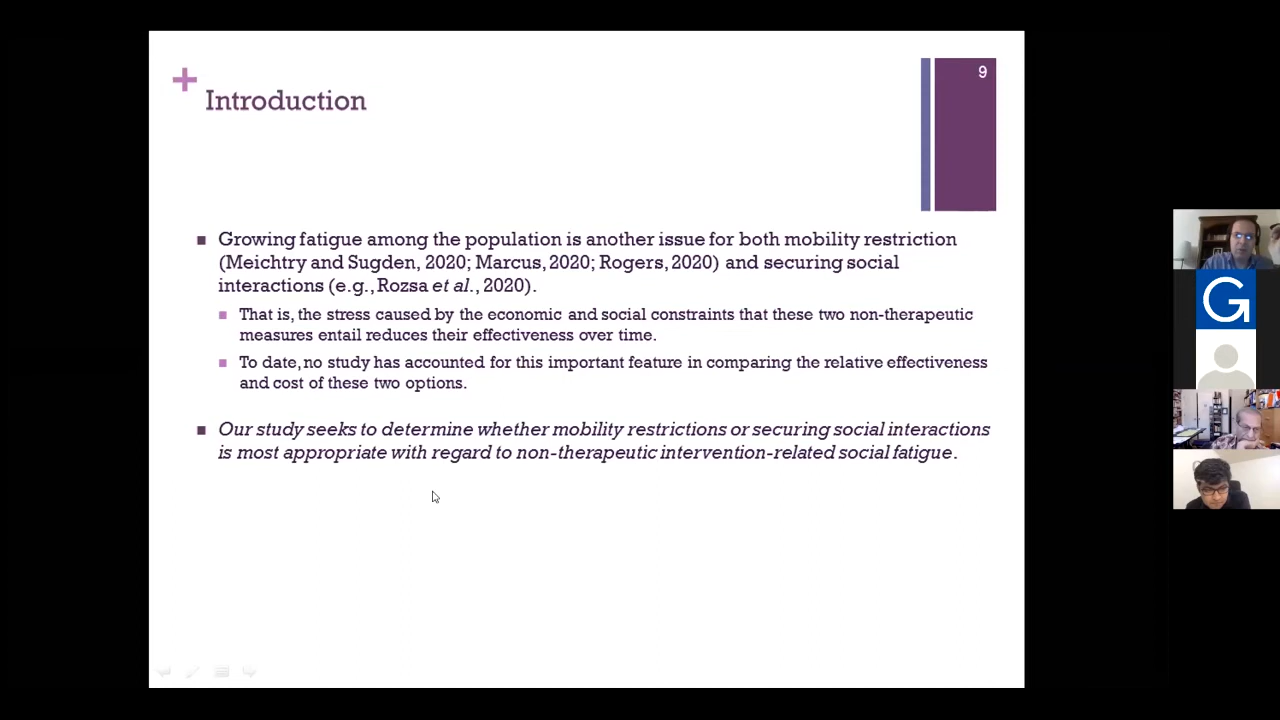 9
+
Introduction
■ Growing fatigue among the population is another issue for both mobility restriction
(Meichtry and Sugden, 2020; Marcus, 2020; Rogers, 2020) and securing social
interactions (e.g., Rozsa et al., 2020).
■ That is, the stress caused by the economic and social constraints that these two non-therapeutic
measures entail reduces their effectiveness over time.
■ To date, no study has accounted for this important feature in comparing the relative effectiveness
and cost of these two options.
■ Our study seeks to determine whether mobility restrictions or securing social interactions
is most appropriate with regard to non-therapeutic intervention-related social fatigue.
G